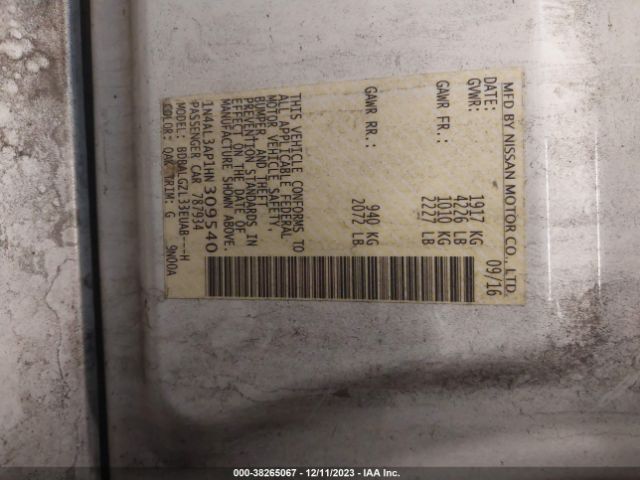 MFD BY NISSAN MOTOR CO., LTD.
DATE: 09/16
GVWR: 1917 KG
4226 LB
GAWR FR.: 1010 KG
2227 LB
GAWR RR.: 940 KG
2072 LB
THIS VEHICLE CONFORMS TO
ALL APPLICABLE FEDERAL
MOTOR VEHICLE SAFETY,
BUMPER, AND THEFT
PREVENTION STANDARDS IN
EFFECT ON THE DATE OF
MANUFACTURE SHOWN ABOVE.
1N4AL3AP1HN 309540
PASSENGER CAR 787934
MODEL: BDBALGZL33EUAB---H
COLOR: QAK TRIM: G 9N00A
000-38265067 - 12/11/2023 - IAA Inc.